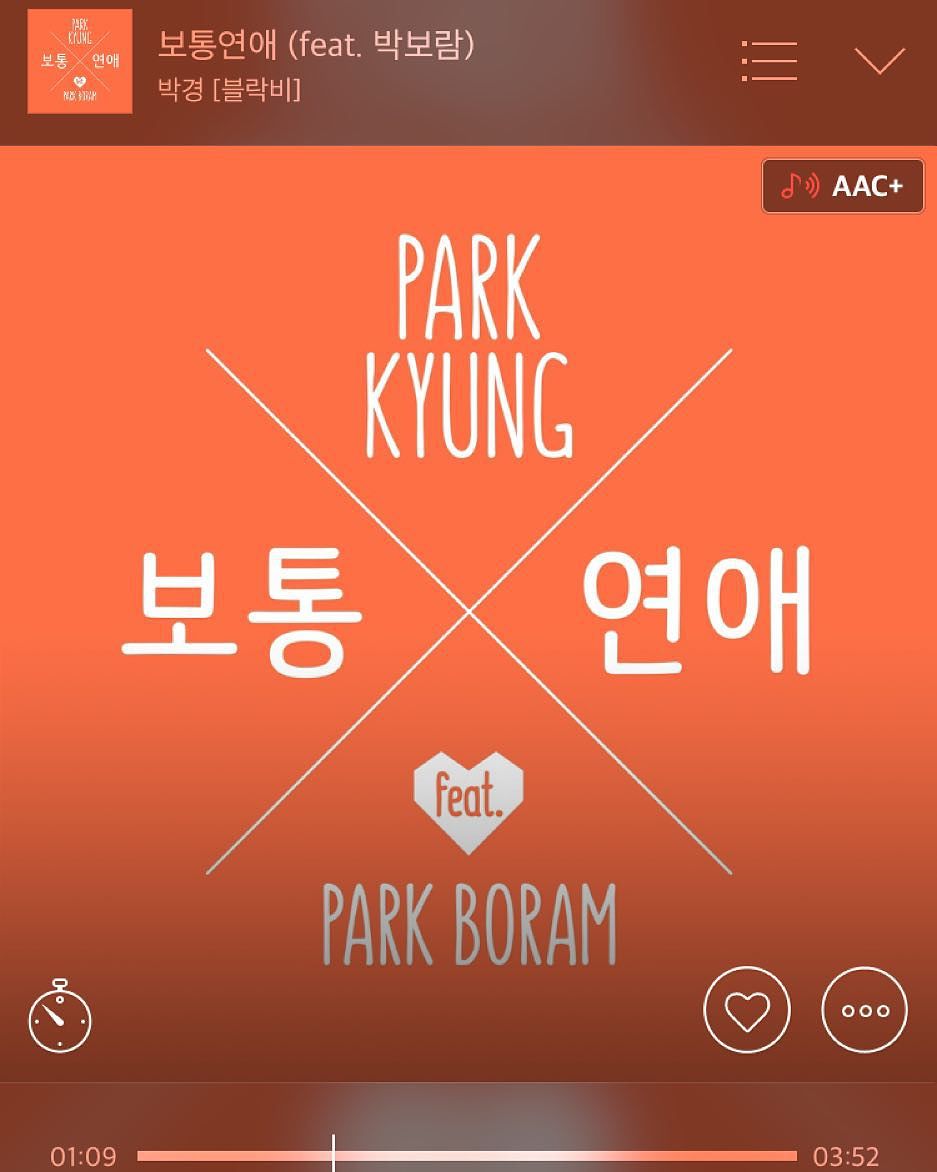 PARK
KYUNG
보통 연애
feat.
PARK BORAM
보통연애 (feat. 박보람)
박경 [블락비]
AAC+
PARK
KYUNG
보통 연애
feat.
PARK BORAM
01:09 03:52